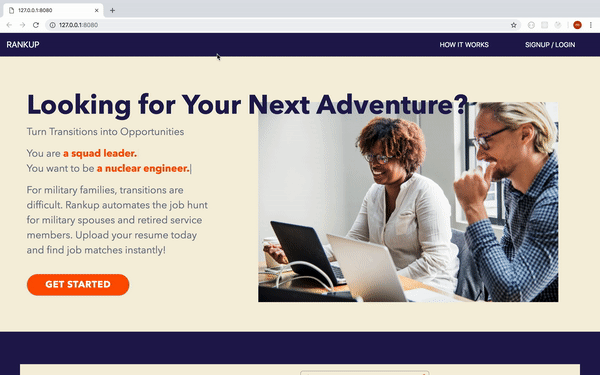 127.0.0.1:8080
127.0.0.1:8080
RANKUP
HOW IT WORKS
SIGNUP / LOGIN
Looking for Your Next Adventure?
Turn Transitions into Opportunities
You are a squad leader.
You want to be a nuclear engineer.|
For military families, transitions are
difficult. Rankup automates the job hunt
for military spouses and retired service
members. Upload your resume today
and find job matches instantly!
GET STARTED